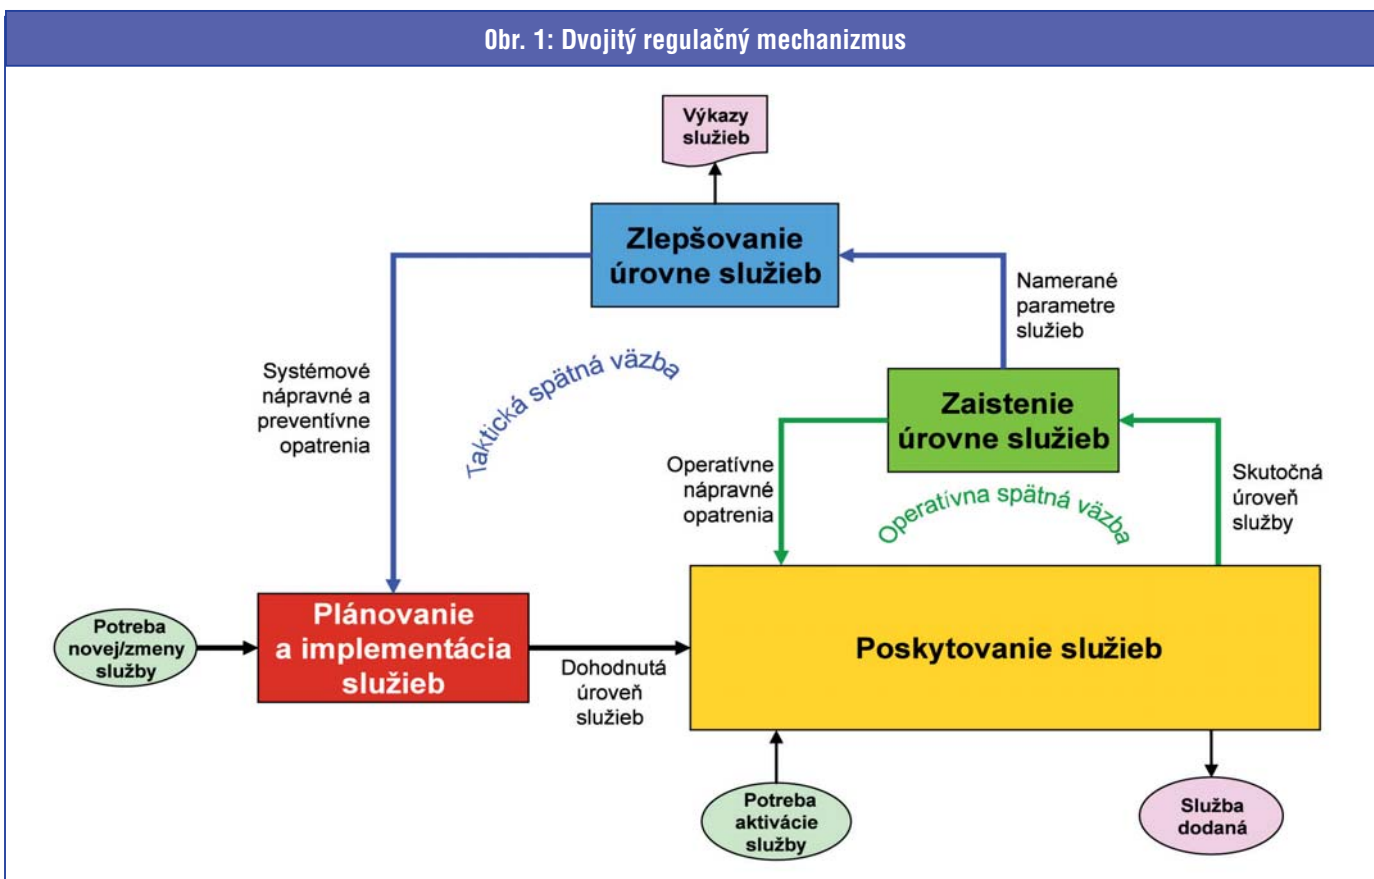 Obr. 1: Dvojitý regulačný mechanizmus
Výkazy
služieb
Zlepšovanie
úrovne služieb
Namerané
parametre
služieb
Systémové
nápravné a
preventívne
opatrenia
Taktická spätná väzba
Zaistenie
úrovne služieb
Operatívne
nápravné
opatrenia
Operatívna spätná väzba
Skutočná
úroveň
služby
Potreba
novej/zmeny
služby
Plánovanie
a implementácia
služieb
Dohodnutá
úroveň
služieb
Poskytovanie služieb
Potreba
aktivácie
služby
Služba
dodaná